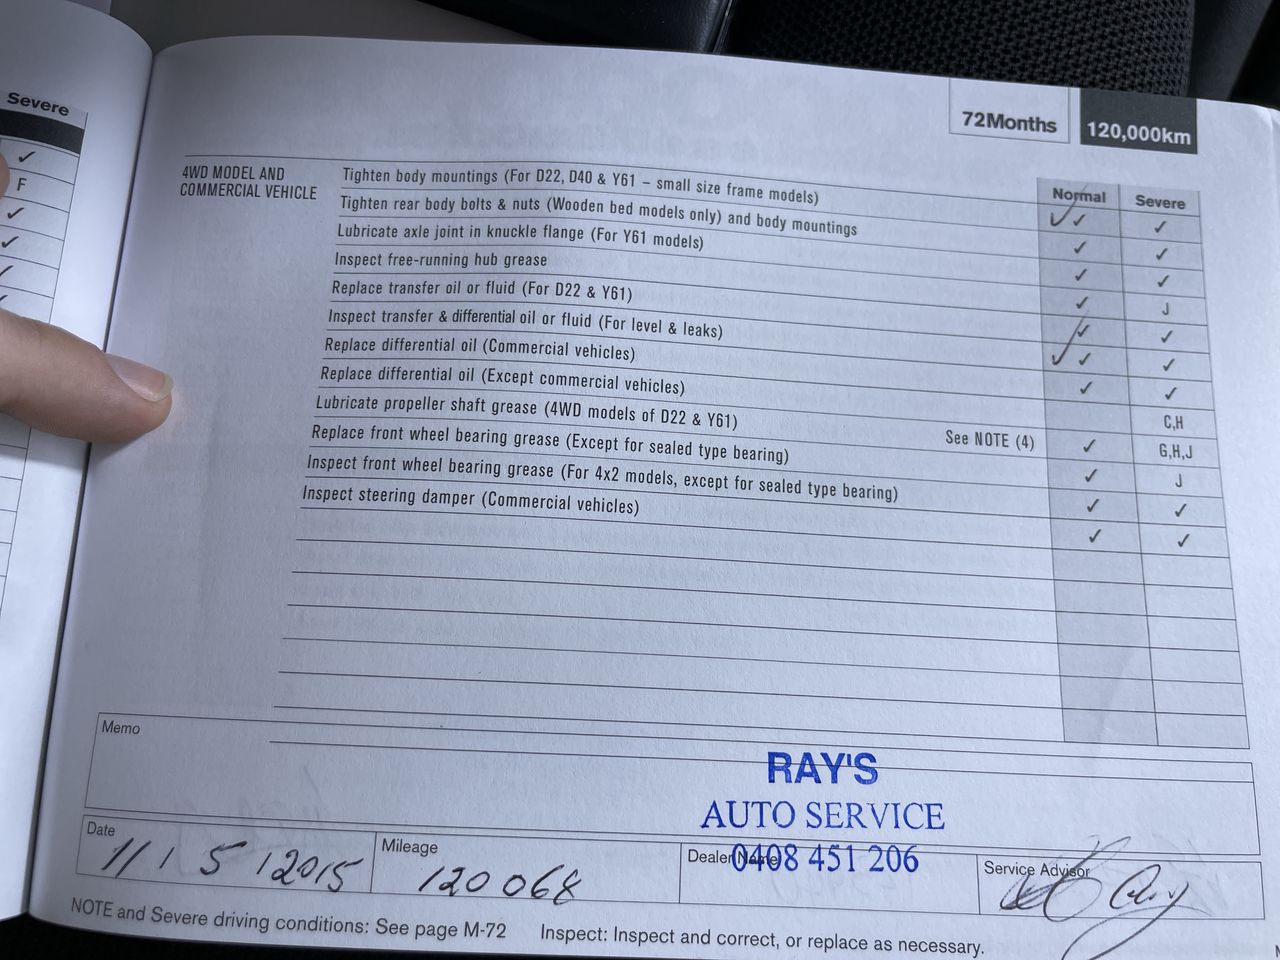 Severe
✓
F
✓
✓
✓
✓
72Months
120,000km
4WD MODEL AND
COMMERCIAL VEHICLE
Normal Severe
Tighten body mountings (For D22, D40 & Y61 – small size frame models) ✓ ✓
Tighten rear body bolts & nuts (Wooden bed models only) and body mountings ✓ ✓
Lubricate axle joint in knuckle flange (For Y61 models) ✓ ✓
Inspect free-running hub grease ✓ J
Replace transfer oil or fluid (For D22 & Y61) ✓ ✓
Inspect transfer & differential oil or fluid (For level & leaks) ✓ ✓
Replace differential oil (Commercial vehicles) ✓ ✓
Replace differential oil (Except commercial vehicles) C,H
Lubricate propeller shaft grease (4WD models of D22 & Y61) See NOTE (4) ✓ G,H,J
Replace front wheel bearing grease (Except for sealed type bearing) ✓ J
Inspect front wheel bearing grease (For 4x2 models, except for sealed type bearing) ✓ ✓
Inspect steering damper (Commercial vehicles) ✓ ✓
Memo
RAY'S
AUTO SERVICE
0408 451 206
Date
11/5/2015
Mileage
120 068
Dealer Name
Service Advisor
NOTE and Severe driving conditions: See page M-72 Inspect: Inspect and correct, or replace as necessary.